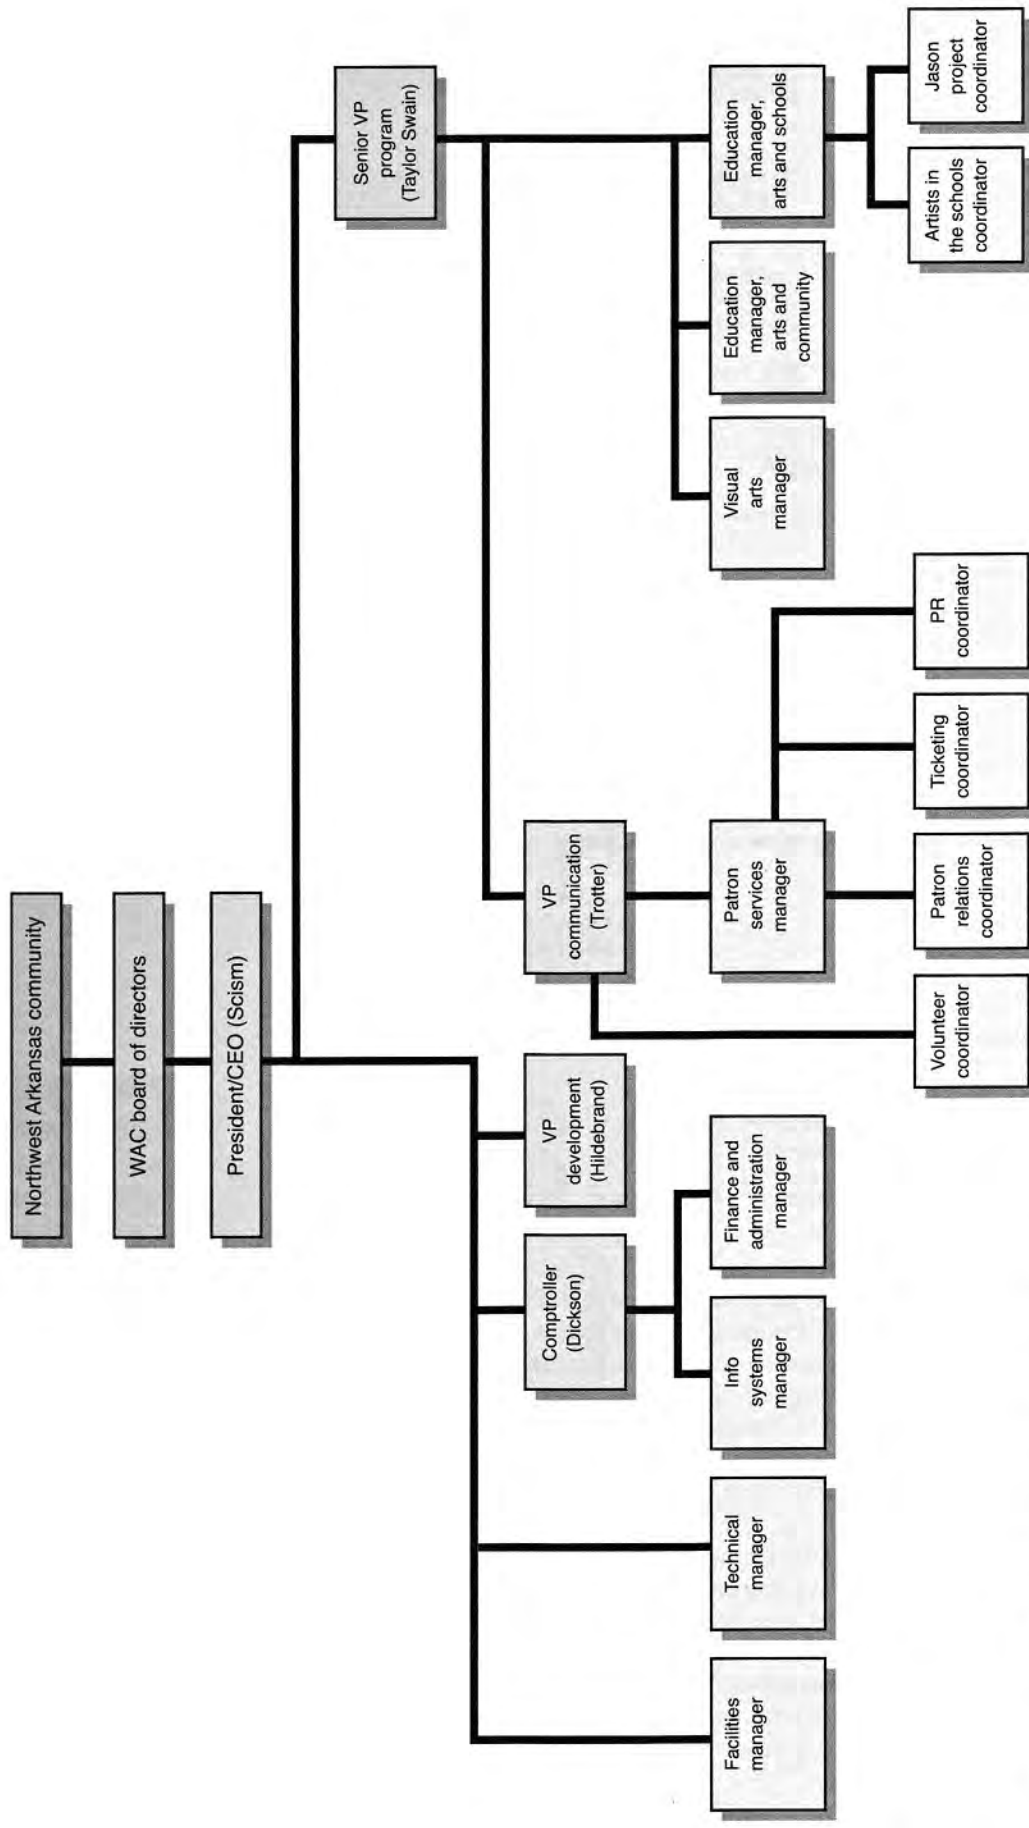 Northwest Arkansas community
WAC board of directors
President/CEO (Scism)
Senior VP
program
(Taylor Swain)
VP
development
(Hildebrand)
Comptroller
(Dickson)
VP
communication
(Trotter)
Facilities
manager
Technical
manager
Info
systems
manager
Finance and
administration
manager
Patron
services
manager
Visual
arts
manager
Education
manager,
arts and
community
Education
manager,
arts and schools
Volunteer
coordinator
Patron
relations
coordinator
Ticketing
coordinator
PR
coordinator
Artists in
the schools
coordinator
Jason
project
coordinator